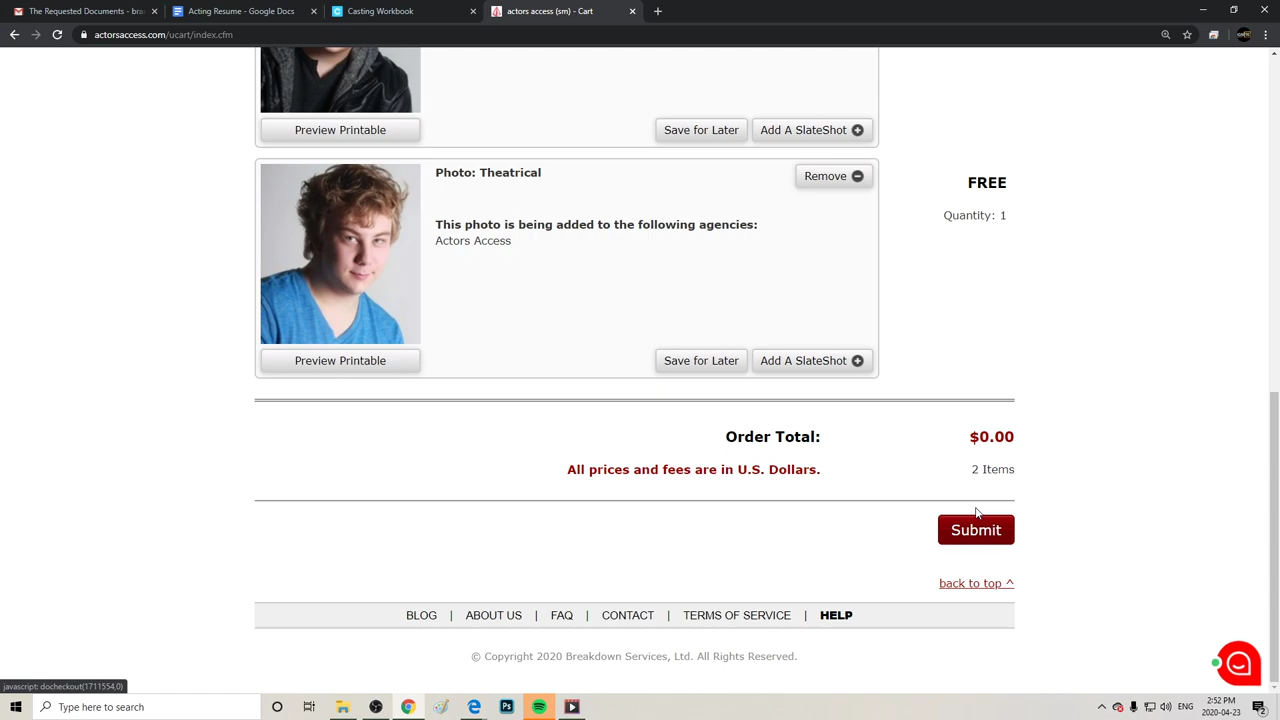 The Requested Documents - bra
Acting Resume - Google Docs
Casting Workbook
actors access (sm) - Cart
actorsaccess.com/ucart/index.cfm
Preview Printable
Save for Later
Add A SlateShot
Photo: Theatrical
Remove
FREE
Quantity: 1
This photo is being added to the following agencies:
Actors Access
Preview Printable
Save for Later
Add A SlateShot
Order Total:
$0.00
All prices and fees are in U.S. Dollars.
2 Items
Submit
back to top ^
BLOG | ABOUT US | FAQ | CONTACT | TERMS OF SERVICE | HELP
© Copyright 2020 Breakdown Services, Ltd. All Rights Reserved.
javascript: docheckout(1711554,0)
Type here to search
ENG
2:52 PM
2020-04-23